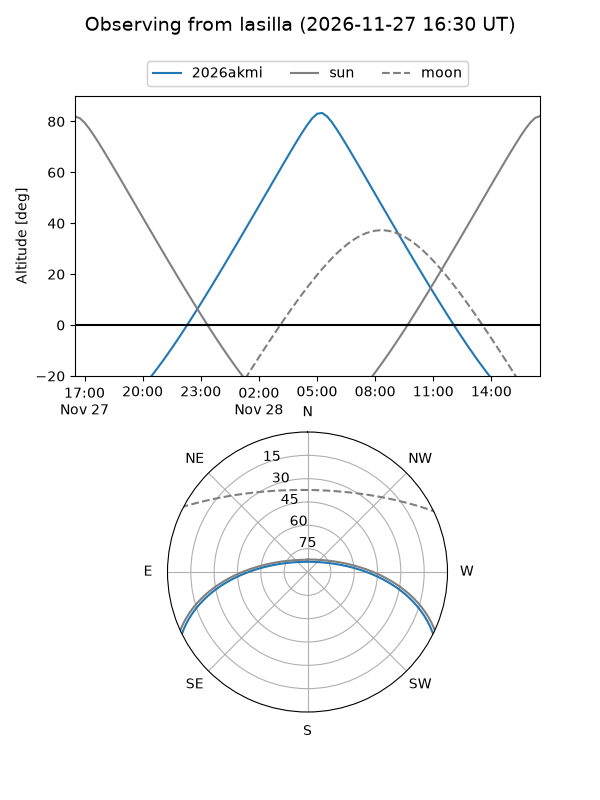 Observing from lasilla (2026-11-27 16:30 UT)
2026akmi sun moon
Altitude [deg]
80
60
40
20
0
−20
17:00 20:00 23:00 02:00 05:00 08:00 11:00 14:00
Nov 27 Nov 28
N
NE NW
15
30
45
60
75
E W
SE SW
S